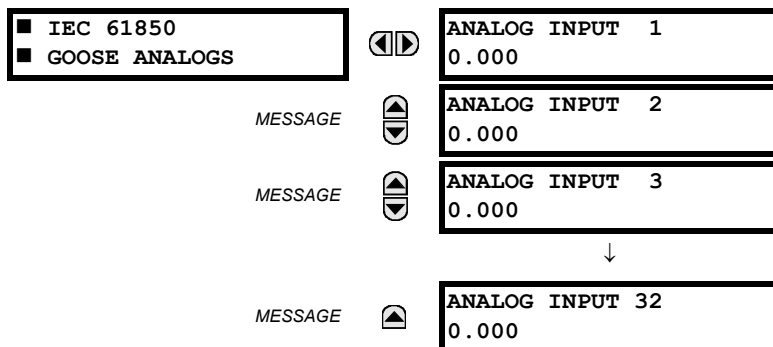 ■ IEC 61850
■ GOOSE ANALOGS
ANALOG INPUT 1
0.000
MESSAGE
ANALOG INPUT 2
0.000
MESSAGE
ANALOG INPUT 3
0.000
↓
MESSAGE
ANALOG INPUT 32
0.000